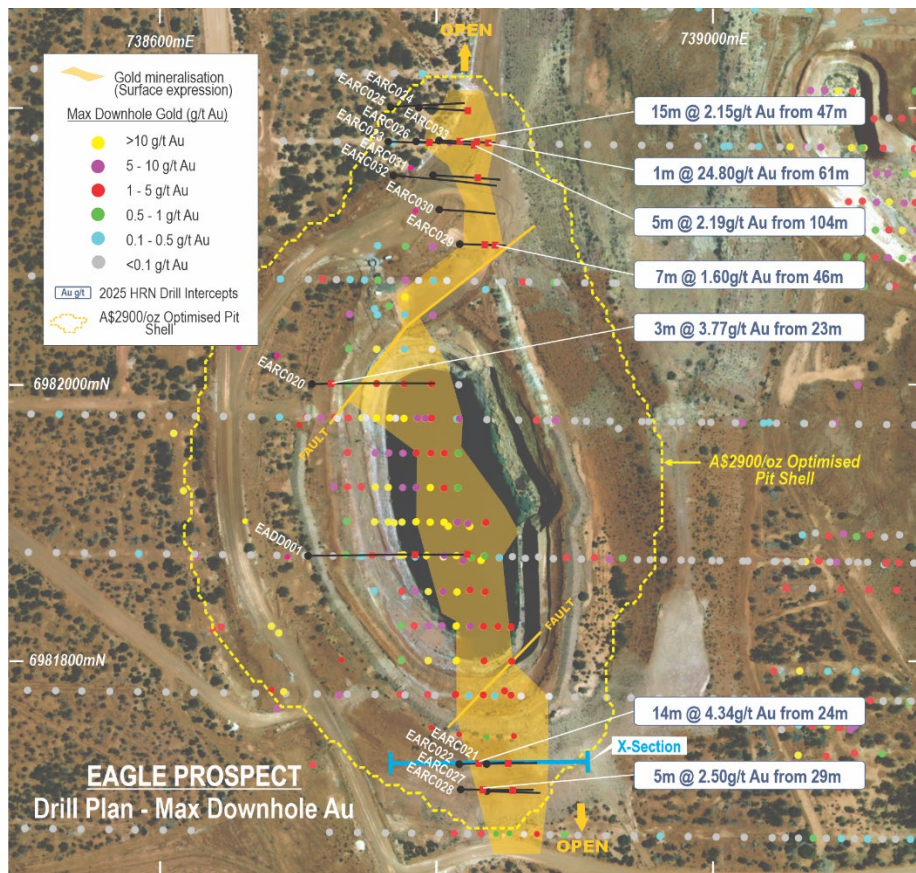 738600mE
739000mE
OPEN
Gold mineralisation
(Surface expression)
Max Downhole Gold (g/t Au)
>10 g/t Au
5 - 10 g/t Au
1 - 5 g/t Au
0.5 - 1 g/t Au
0.1 - 0.5 g/t Au
<0.1 g/t Au
Au g/t 2025 HRN Drill Intercepts
A$2900/oz Optimised Pit
Shell
EARC024
EARC025
EARC033
EARC026
EARC023
EARC031
EARC032
EARC030
EARC029
15m @ 2.15g/t Au from 47m
1m @ 24.80g/t Au from 61m
5m @ 2.19g/t Au from 104m
7m @ 1.60g/t Au from 46m
3m @ 3.77g/t Au from 23m
EARC020
6982000mN
FAULT
A$2900/oz Optimised
Pit Shell
EADD001
FAULT
6981800mN
14m @ 4.34g/t Au from 24m
X-Section
EARC021
EARC022
EARC027
EARC028
5m @ 2.50g/t Au from 29m
EAGLE PROSPECT
Drill Plan - Max Downhole Au
OPEN